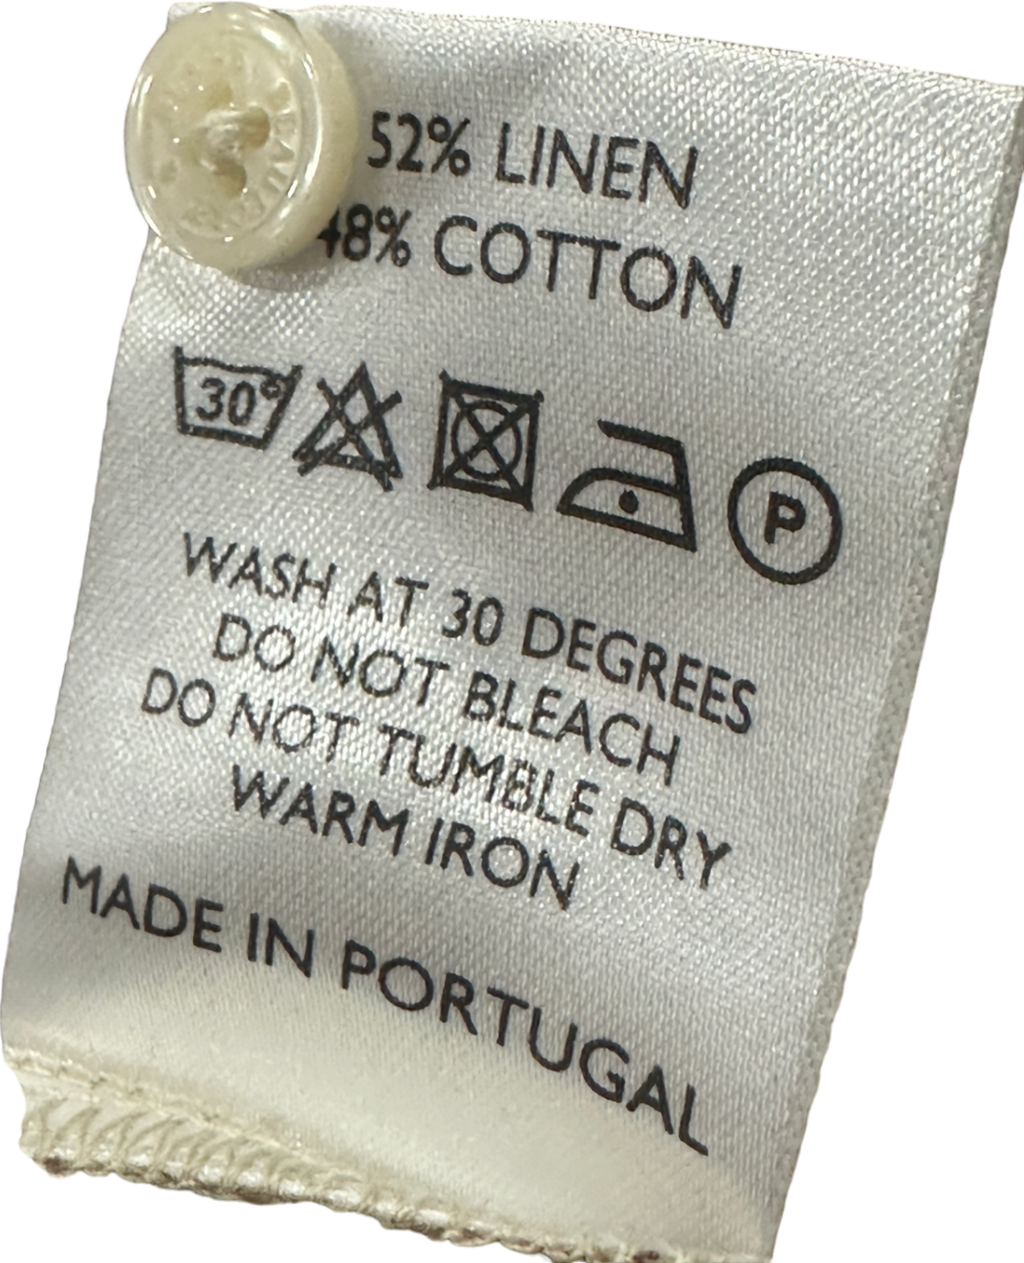 52% LINEN
48% COTTON
30°
P
WASH AT 30 DEGREES
DO NOT BLEACH
DO NOT TUMBLE DRY
WARM IRON
MADE IN PORTUGAL